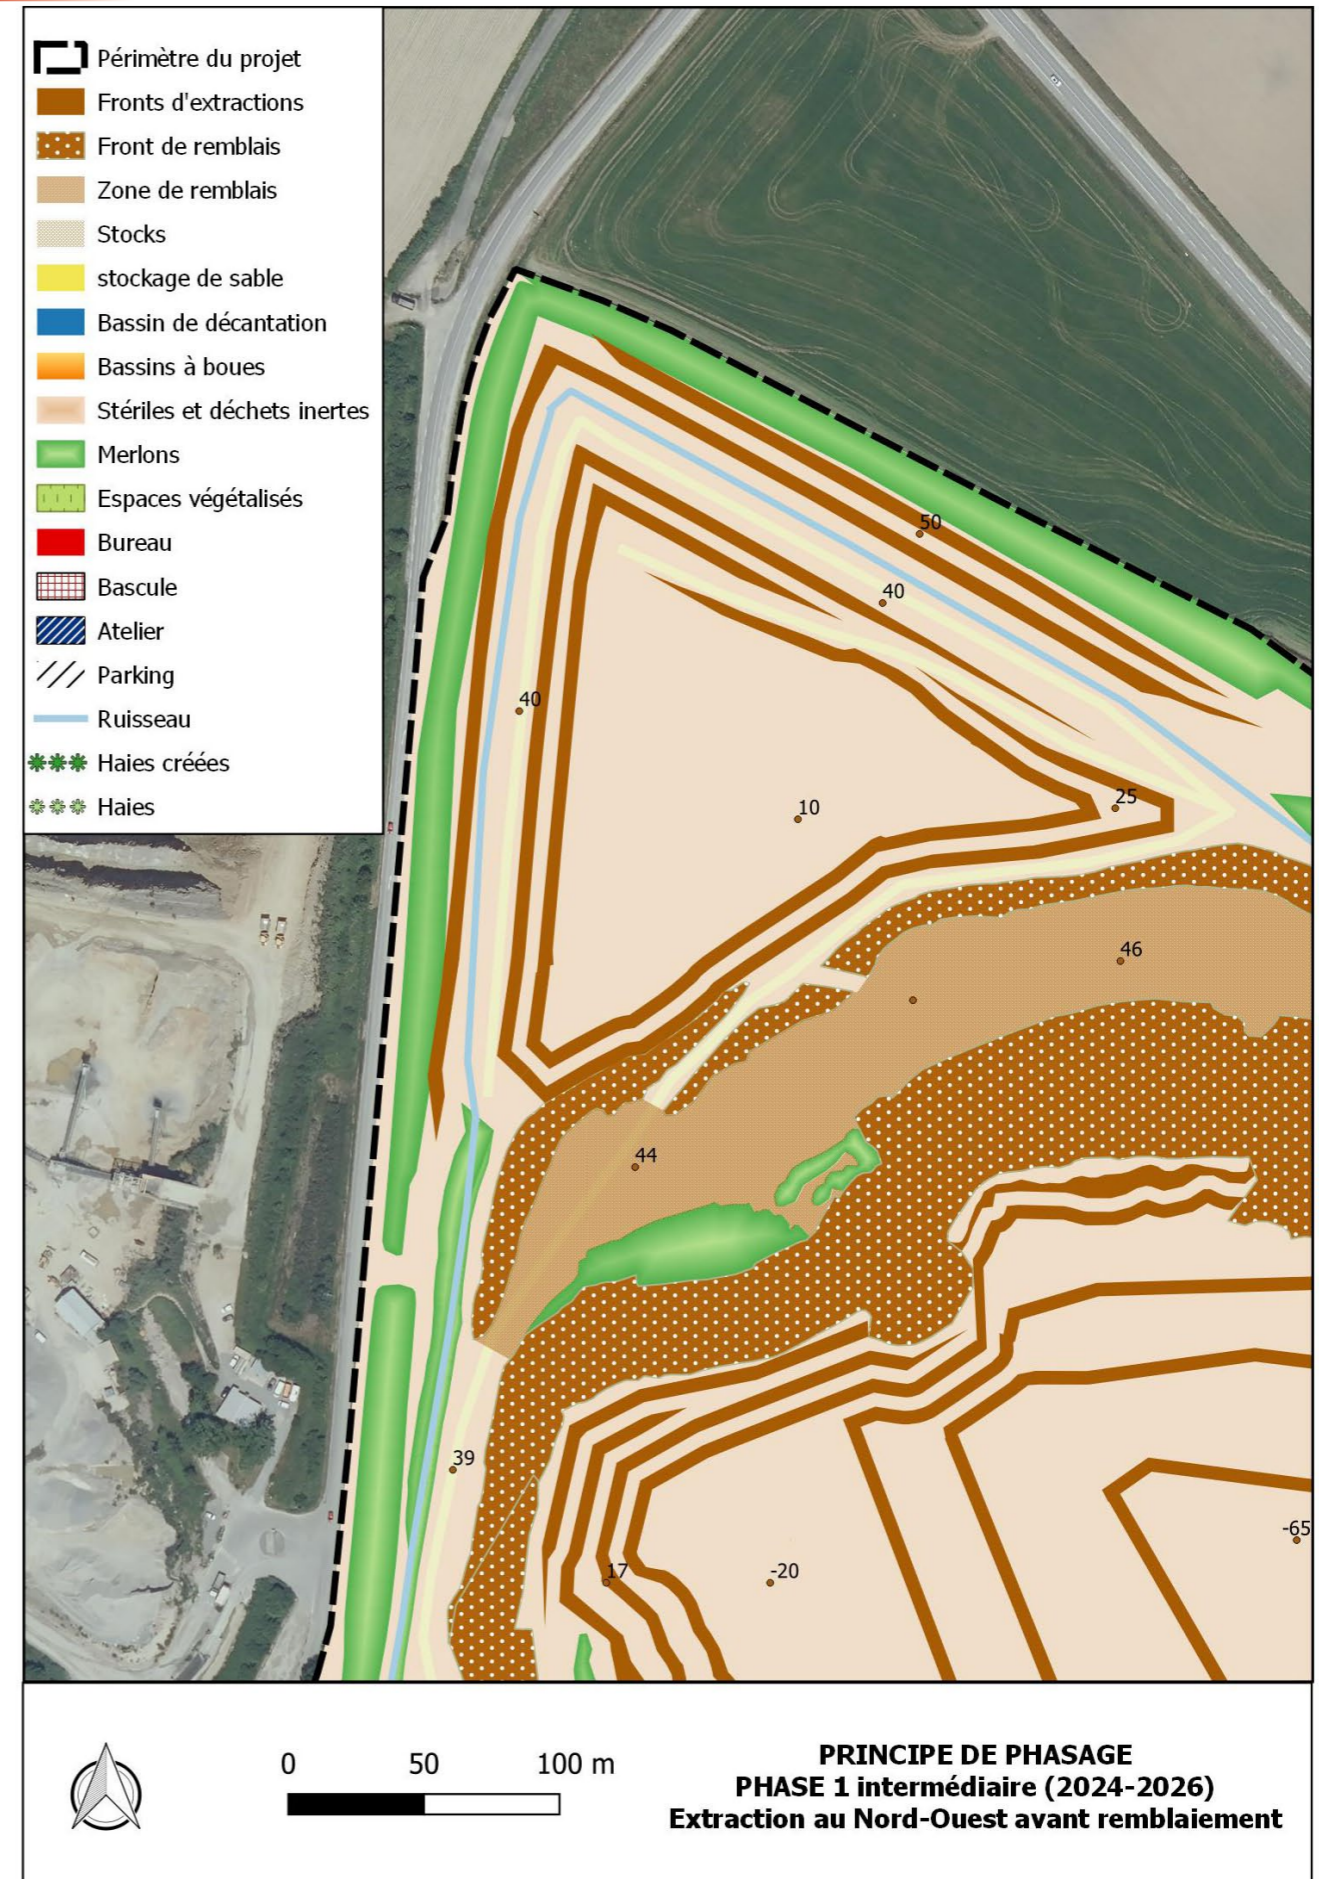 Périmètre du projet
Fronts d'extractions
Front de remblais
Zone de remblais
Stocks
stockage de sable
Bassin de décantation
Bassins à boues
Stériles et déchets inertes
Merlons
Espaces végétalisés
Bureau
Bascule
Atelier
Parking
Ruisseau
Haies créées
Haies
50
40
40
25
10
46
44
39
17
-20
-65
0 50 100 m
PRINCIPE DE PHASAGE
PHASE 1 intermédiaire (2024-2026)
Extraction au Nord-Ouest avant remblaiement